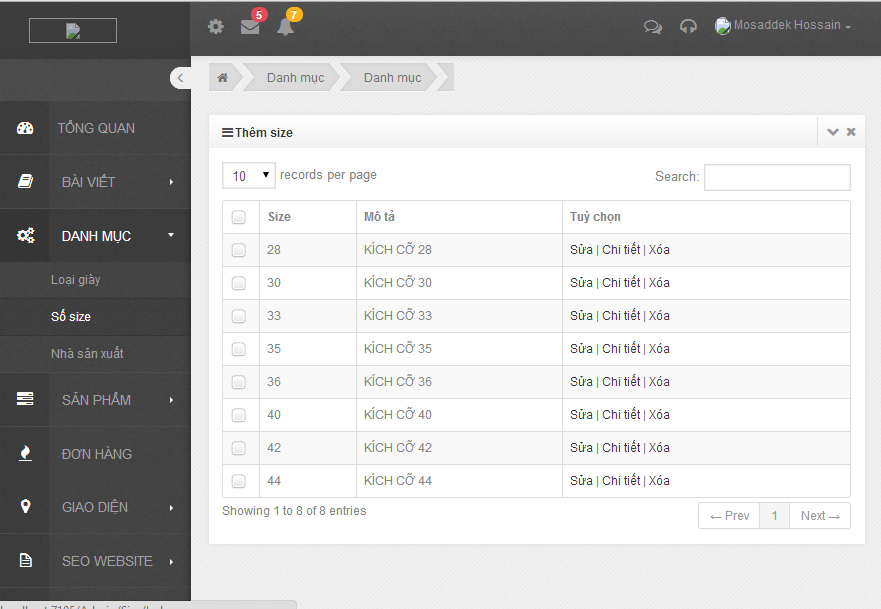 5
7
Mosaddek Hossain
Danh mục
Danh mục
TỔNG QUAN
BÀI VIẾT
DANH MỤC
Loại giày
Số size
Nhà sản xuất
SẢN PHẨM
ĐƠN HÀNG
GIAO DIỆN
SEO WEBSITE
Thêm size
10 records per page
Search:
Size Mô tả Tuỳ chọn
28 KÍCH CỠ 28 Sửa | Chi tiết | Xóa
30 KÍCH CỠ 30 Sửa | Chi tiết | Xóa
33 KÍCH CỠ 33 Sửa | Chi tiết | Xóa
35 KÍCH CỠ 35 Sửa | Chi tiết | Xóa
36 KÍCH CỠ 36 Sửa | Chi tiết | Xóa
40 KÍCH CỠ 40 Sửa | Chi tiết | Xóa
42 KÍCH CỠ 42 Sửa | Chi tiết | Xóa
44 KÍCH CỠ 44 Sửa | Chi tiết | Xóa
Showing 1 to 8 of 8 entries
← Prev 1 Next →